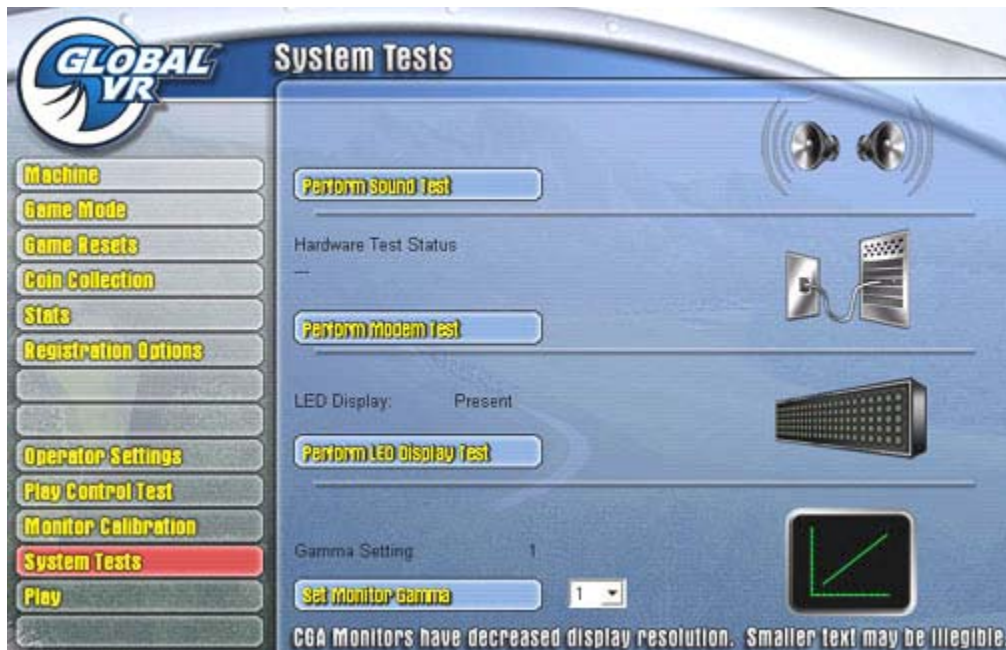 GLOBAL
VR
System Tests
Machine
Game Mode
Game Resets
Coin Collection
Stats
Registration Options
Operator Settings
Play Control Test
Monitor Calibration
System Tests
Play
Perform Sound Test
Hardware Test Status
---
Perform Modem Test
LED Display: Present
Perform LED Display Test
Gamma Setting: 1
Set Monitor Gamma 1
CGA Monitors have decreased display resolution. Smaller text may be illegible